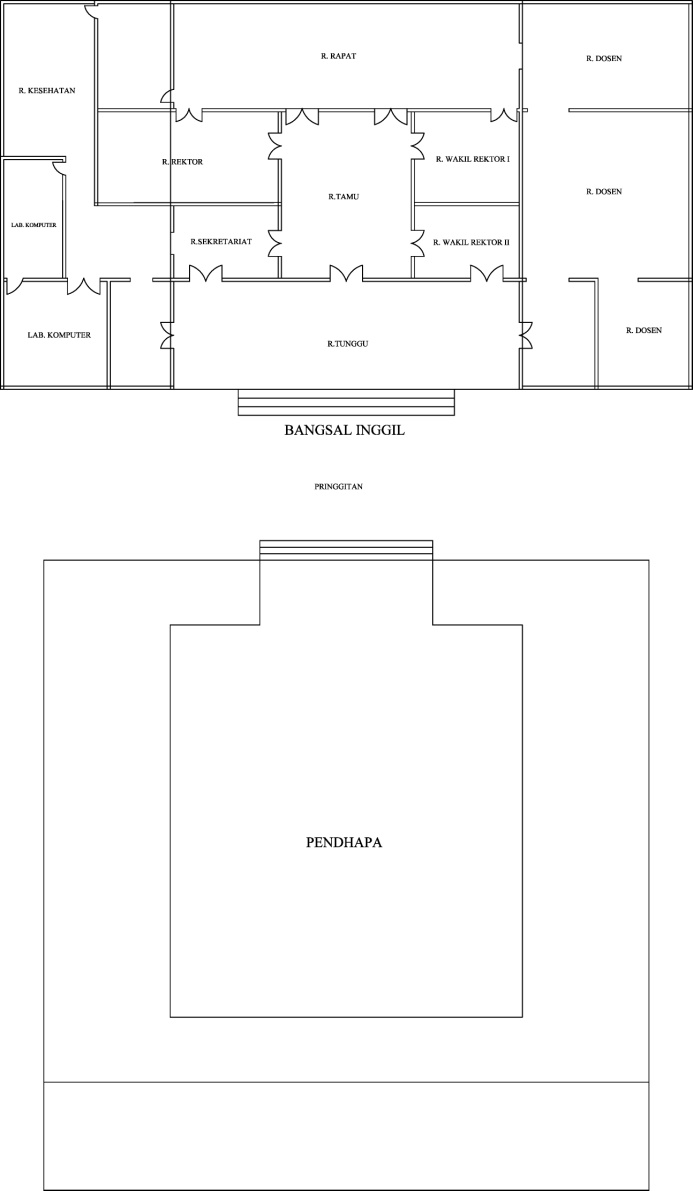 R. RAPAT
R. DOSEN
R. KESEHATAN
R. REKTOR
R. WAKIL REKTOR I
R. DOSEN
R.TAMU
LAB. KOMPUTER
R.SEKRETARIAT
R. WAKIL REKTOR II
LAB. KOMPUTER
R.TUNGGU
R. DOSEN
BANGSAL INGGIL
PRINGGITAN
PENDHAPA